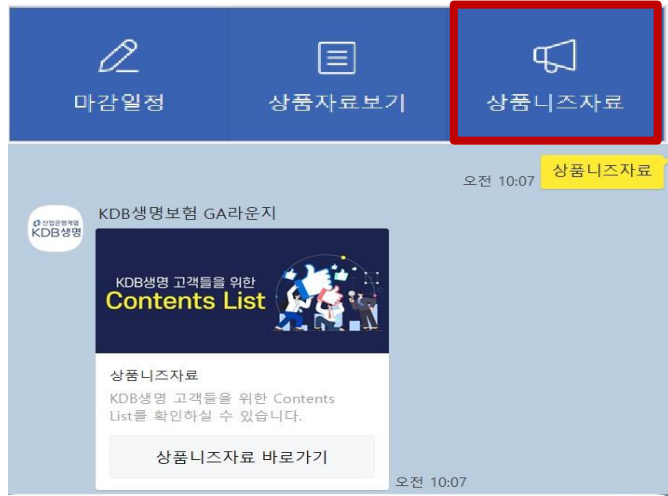 마감일정
상품자료보기
상품니즈자료
오전 10:07
상품니즈자료
KDB산업은행계열
KDB생명
KDB생명보험 GA라운지
KDB생명 고객들을 위한
Contents List
상품니즈자료
KDB생명 고객들을 위한 Contents
List를 확인하실 수 있습니다.
상품니즈자료 바로가기
오전 10:07